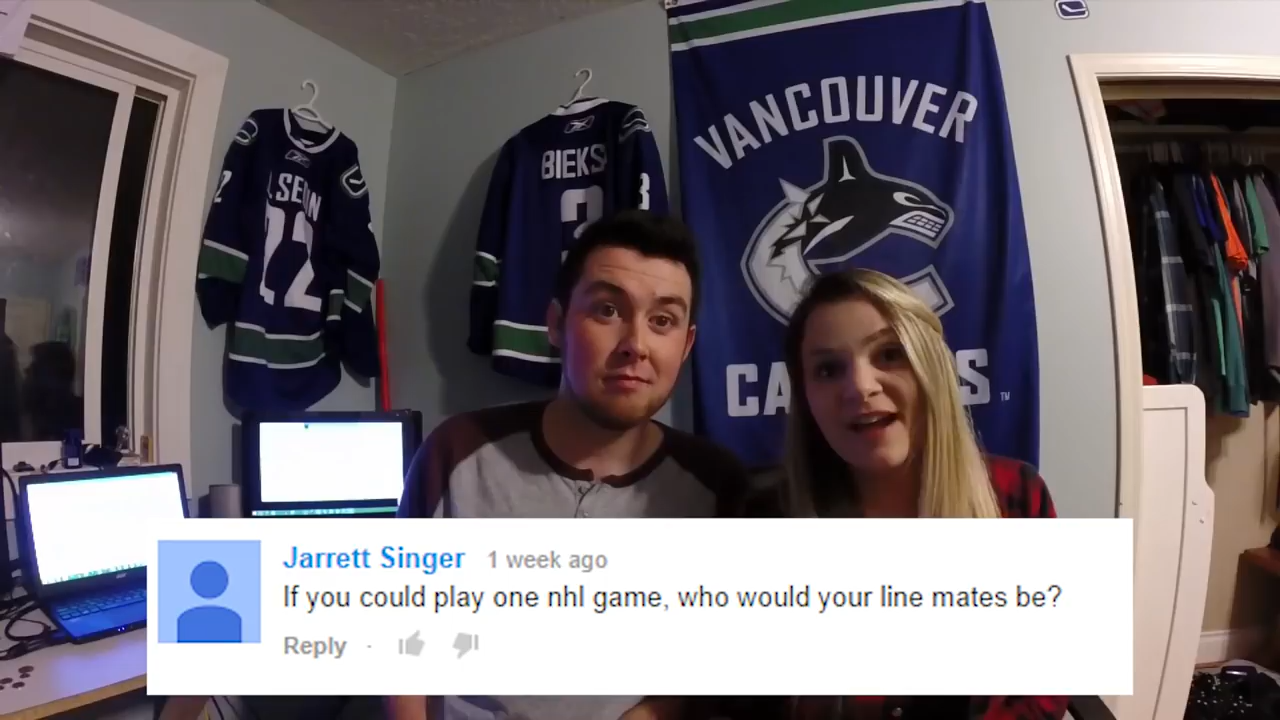 VANCOUVER
BIEKS
3
22
Jarrett Singer 1 week ago
If you could play one nhl game, who would your line mates be?
Reply ·